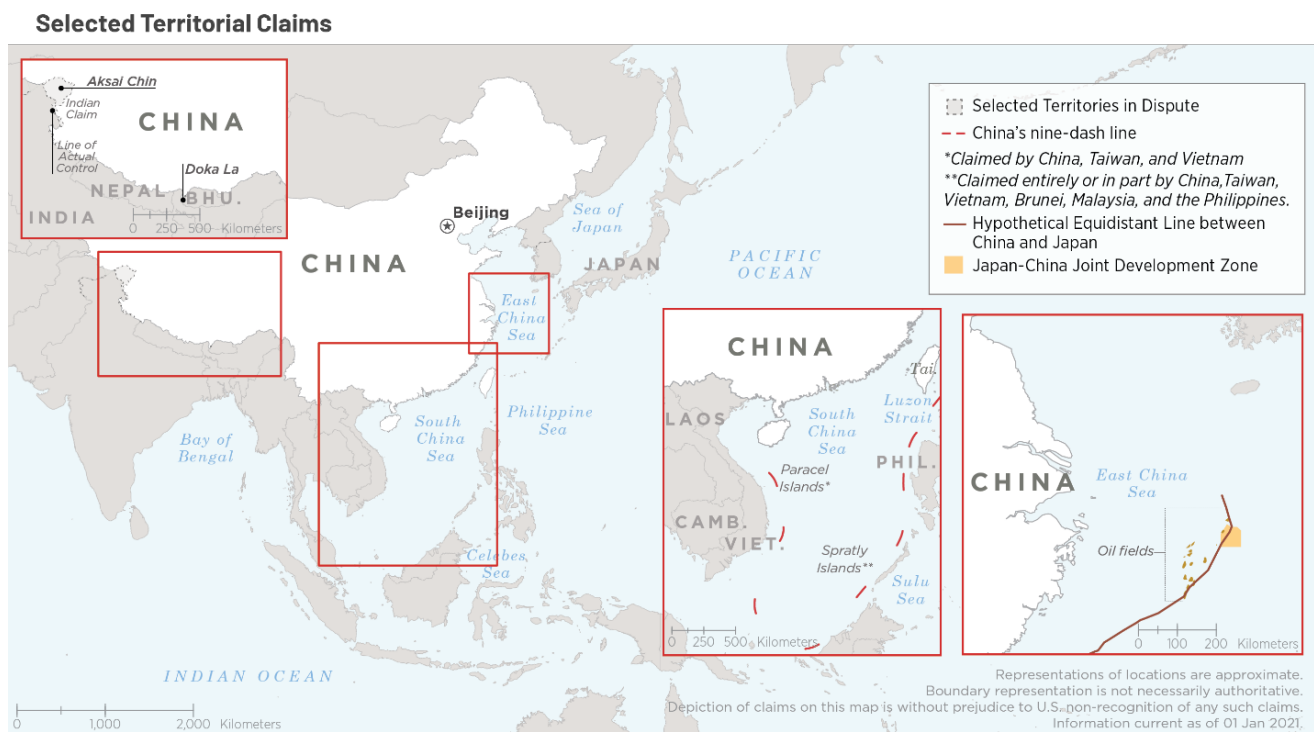 Selected Territorial Claims
Aksai Chin
Indian
Claim
CHINA
Line of
Actual
Control
Doka La
NEPAL
BHU.
INDIA
0 250 500 Kilometers
Selected Territories in Dispute
China's nine-dash line
*Claimed by China, Taiwan, and Vietnam
**Claimed entirely or in part by China,Taiwan,
Vietnam, Brunei, Malaysia, and the Philippines.
Hypothetical Equidistant Line between
China and Japan
Japan-China Joint Development Zone
Beijing
CHINA
Sea of
Japan
JAPAN
PACIFIC
OCEAN
East
China
Sea
South
China
Sea
Philippine
Sea
Bay of
Bengal
Celebes
Sea
INDIAN OCEAN
0 1,000 2,000 Kilometers
CHINA
Tai.
LAOS
South
China
Sea
Luzon
Strait
PHIL.
Paracel
Islands*
CAMB.
VIET.
Spratly
Islands**
Sulu
Sea
0 250 500 Kilometers
CHINA
East China
Sea
Oil fields
0 100 200 Kilometers
Representations of locations are approximate.
Boundary representation is not necessarily authoritative.
Depiction of claims on this map is without prejudice to U.S. non-recognition of any such claims.
Information current as of 01 Jan 2021.